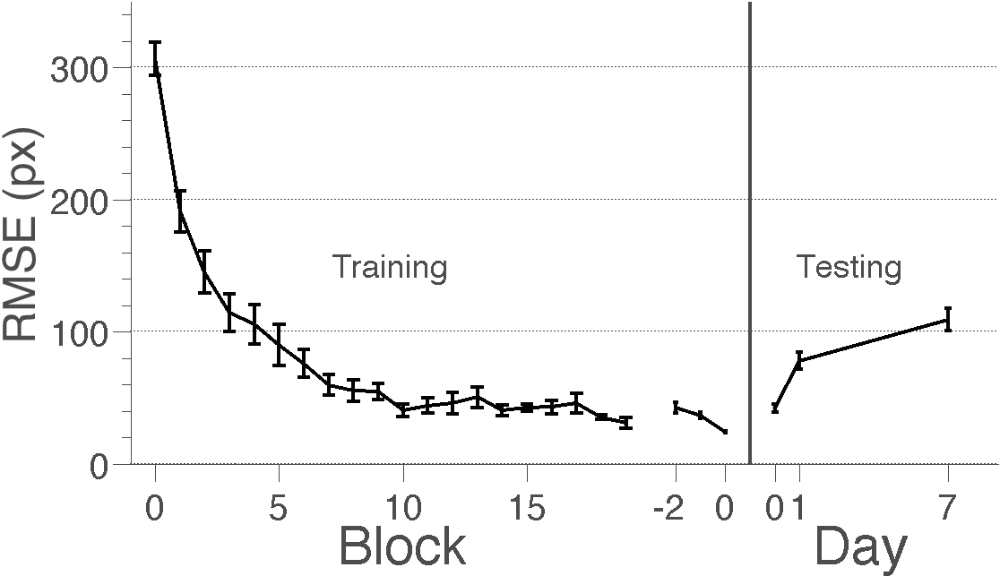 RMSE (px)
300
200
100
0
Training
Testing
0 5 10 15 -2 0 0 1 7
Block Day